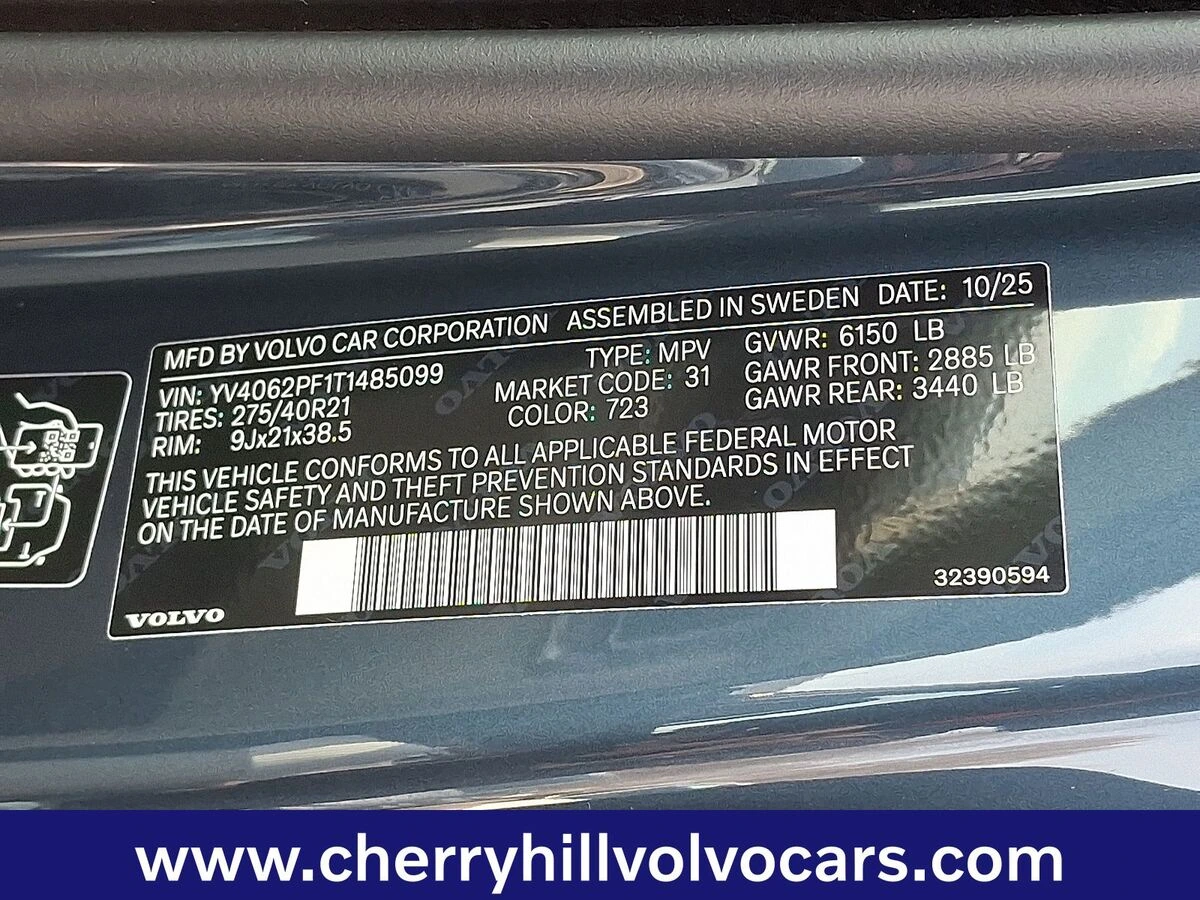 MFD BY VOLVO CAR CORPORATION ASSEMBLED IN SWEDEN DATE: 10/25
VIN: YV4062PF1T1485099 TYPE: MPV GVWR: 6150 LB
TIRES: 275/40R21 MARKET CODE: 31 GAWR FRONT: 2885 LB
RIM: 9Jx21x38.5 COLOR: 723 GAWR REAR: 3440 LB
THIS VEHICLE CONFORMS TO ALL APPLICABLE FEDERAL MOTOR
VEHICLE SAFETY AND THEFT PREVENTION STANDARDS IN EFFECT
ON THE DATE OF MANUFACTURE SHOWN ABOVE.
VOLVO 32390594
www.cherryhillvolvocars.com